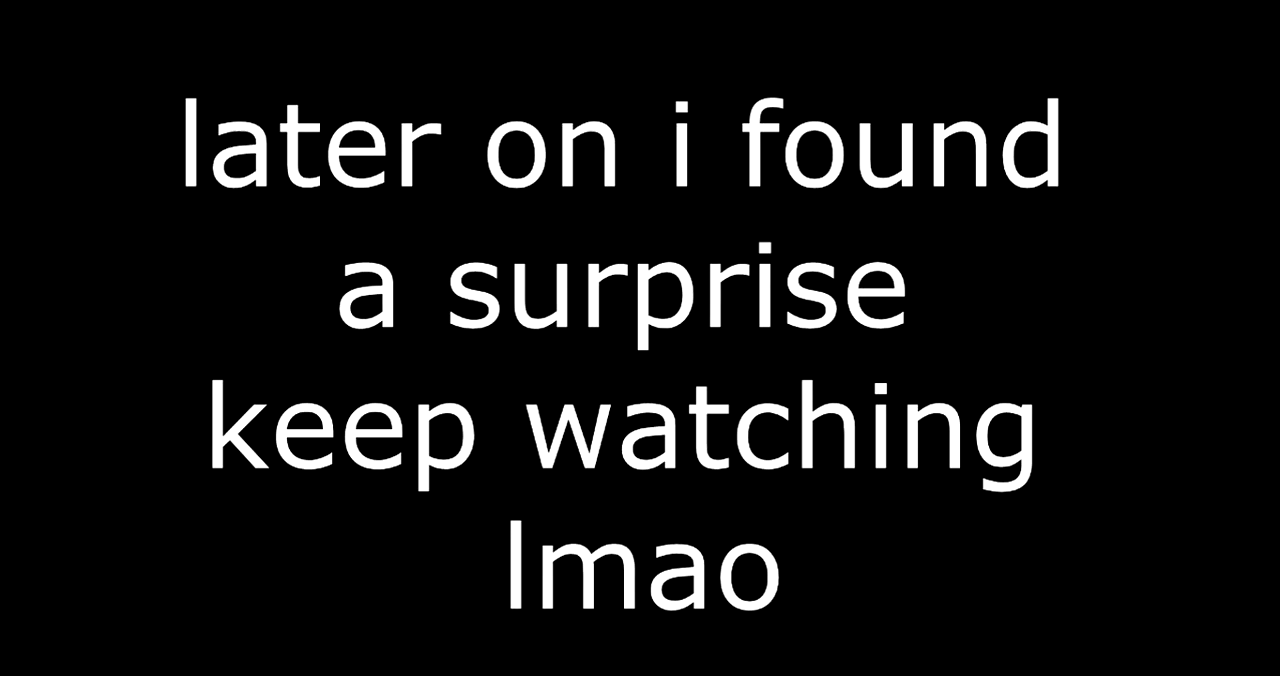 later on i found
a surprise
keep watching
lmao